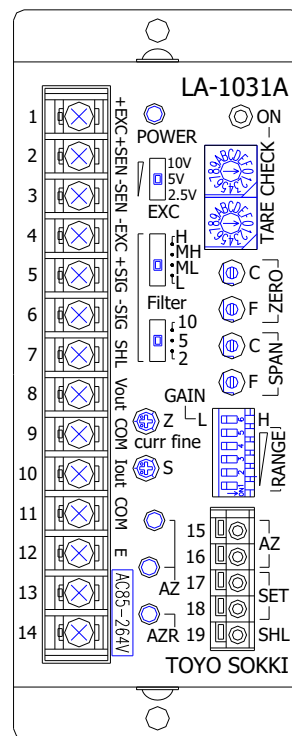 LA-1031A
ON
POWER
TARE CHECK
1 +EXC
2 +SEN
3 -SEN
4 -EXC
5 +SIG
6 -SIG
7 SHL
8 Vout
9 COM
10 Iout
11 COM
12 E
13
14
AC85-264V
10V
5V
2.5V
EXC
H
MH
ML
L
Filter
10
5
2
C
F
ZERO
C
F
SPAN
GAIN
L
H
RANGE
Z
curr fine
S
AZ
AZR
15
16
AZ
17
18
SET
19
SHL
TOYO SOKKI